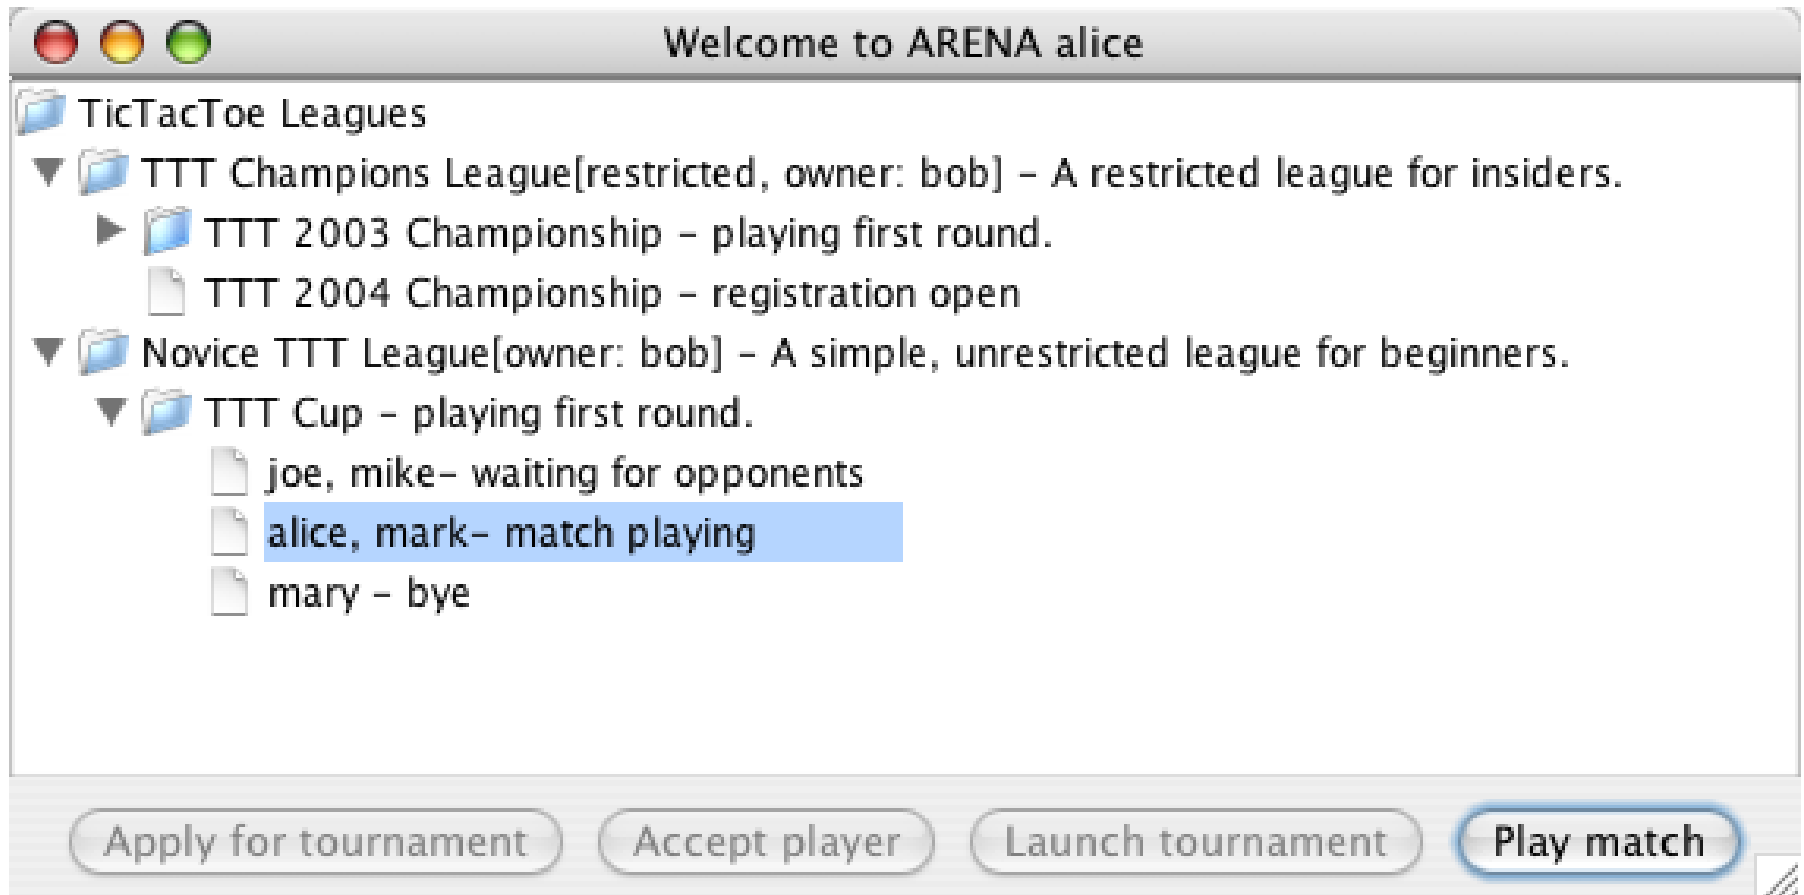 Welcome to ARENA alice
TicTacToe Leagues
TTT Champions League[restricted, owner: bob] – A restricted league for insiders.
TTT 2003 Championship – playing first round.
TTT 2004 Championship – registration open
Novice TTT League[owner: bob] – A simple, unrestricted league for beginners.
TTT Cup – playing first round.
joe, mike– waiting for opponents
alice, mark– match playing
mary – bye
Apply for tournament Accept player Launch tournament Play match